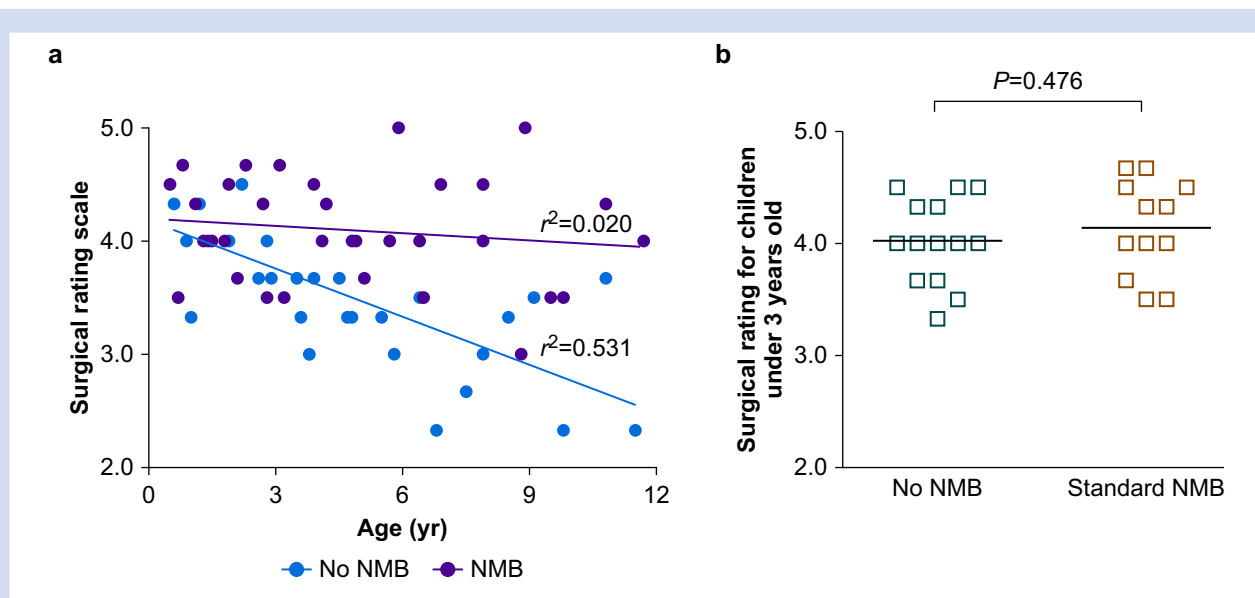 a
5.0
4.0
3.0
2.0
Surgical rating scale
r²=0.020
r²=0.531
0 3 6 9 12
Age (yr)
No NMB NMB
b
P=0.476
5.0
4.0
3.0
2.0
Surgical rating for children
under 3 years old
No NMB Standard NMB